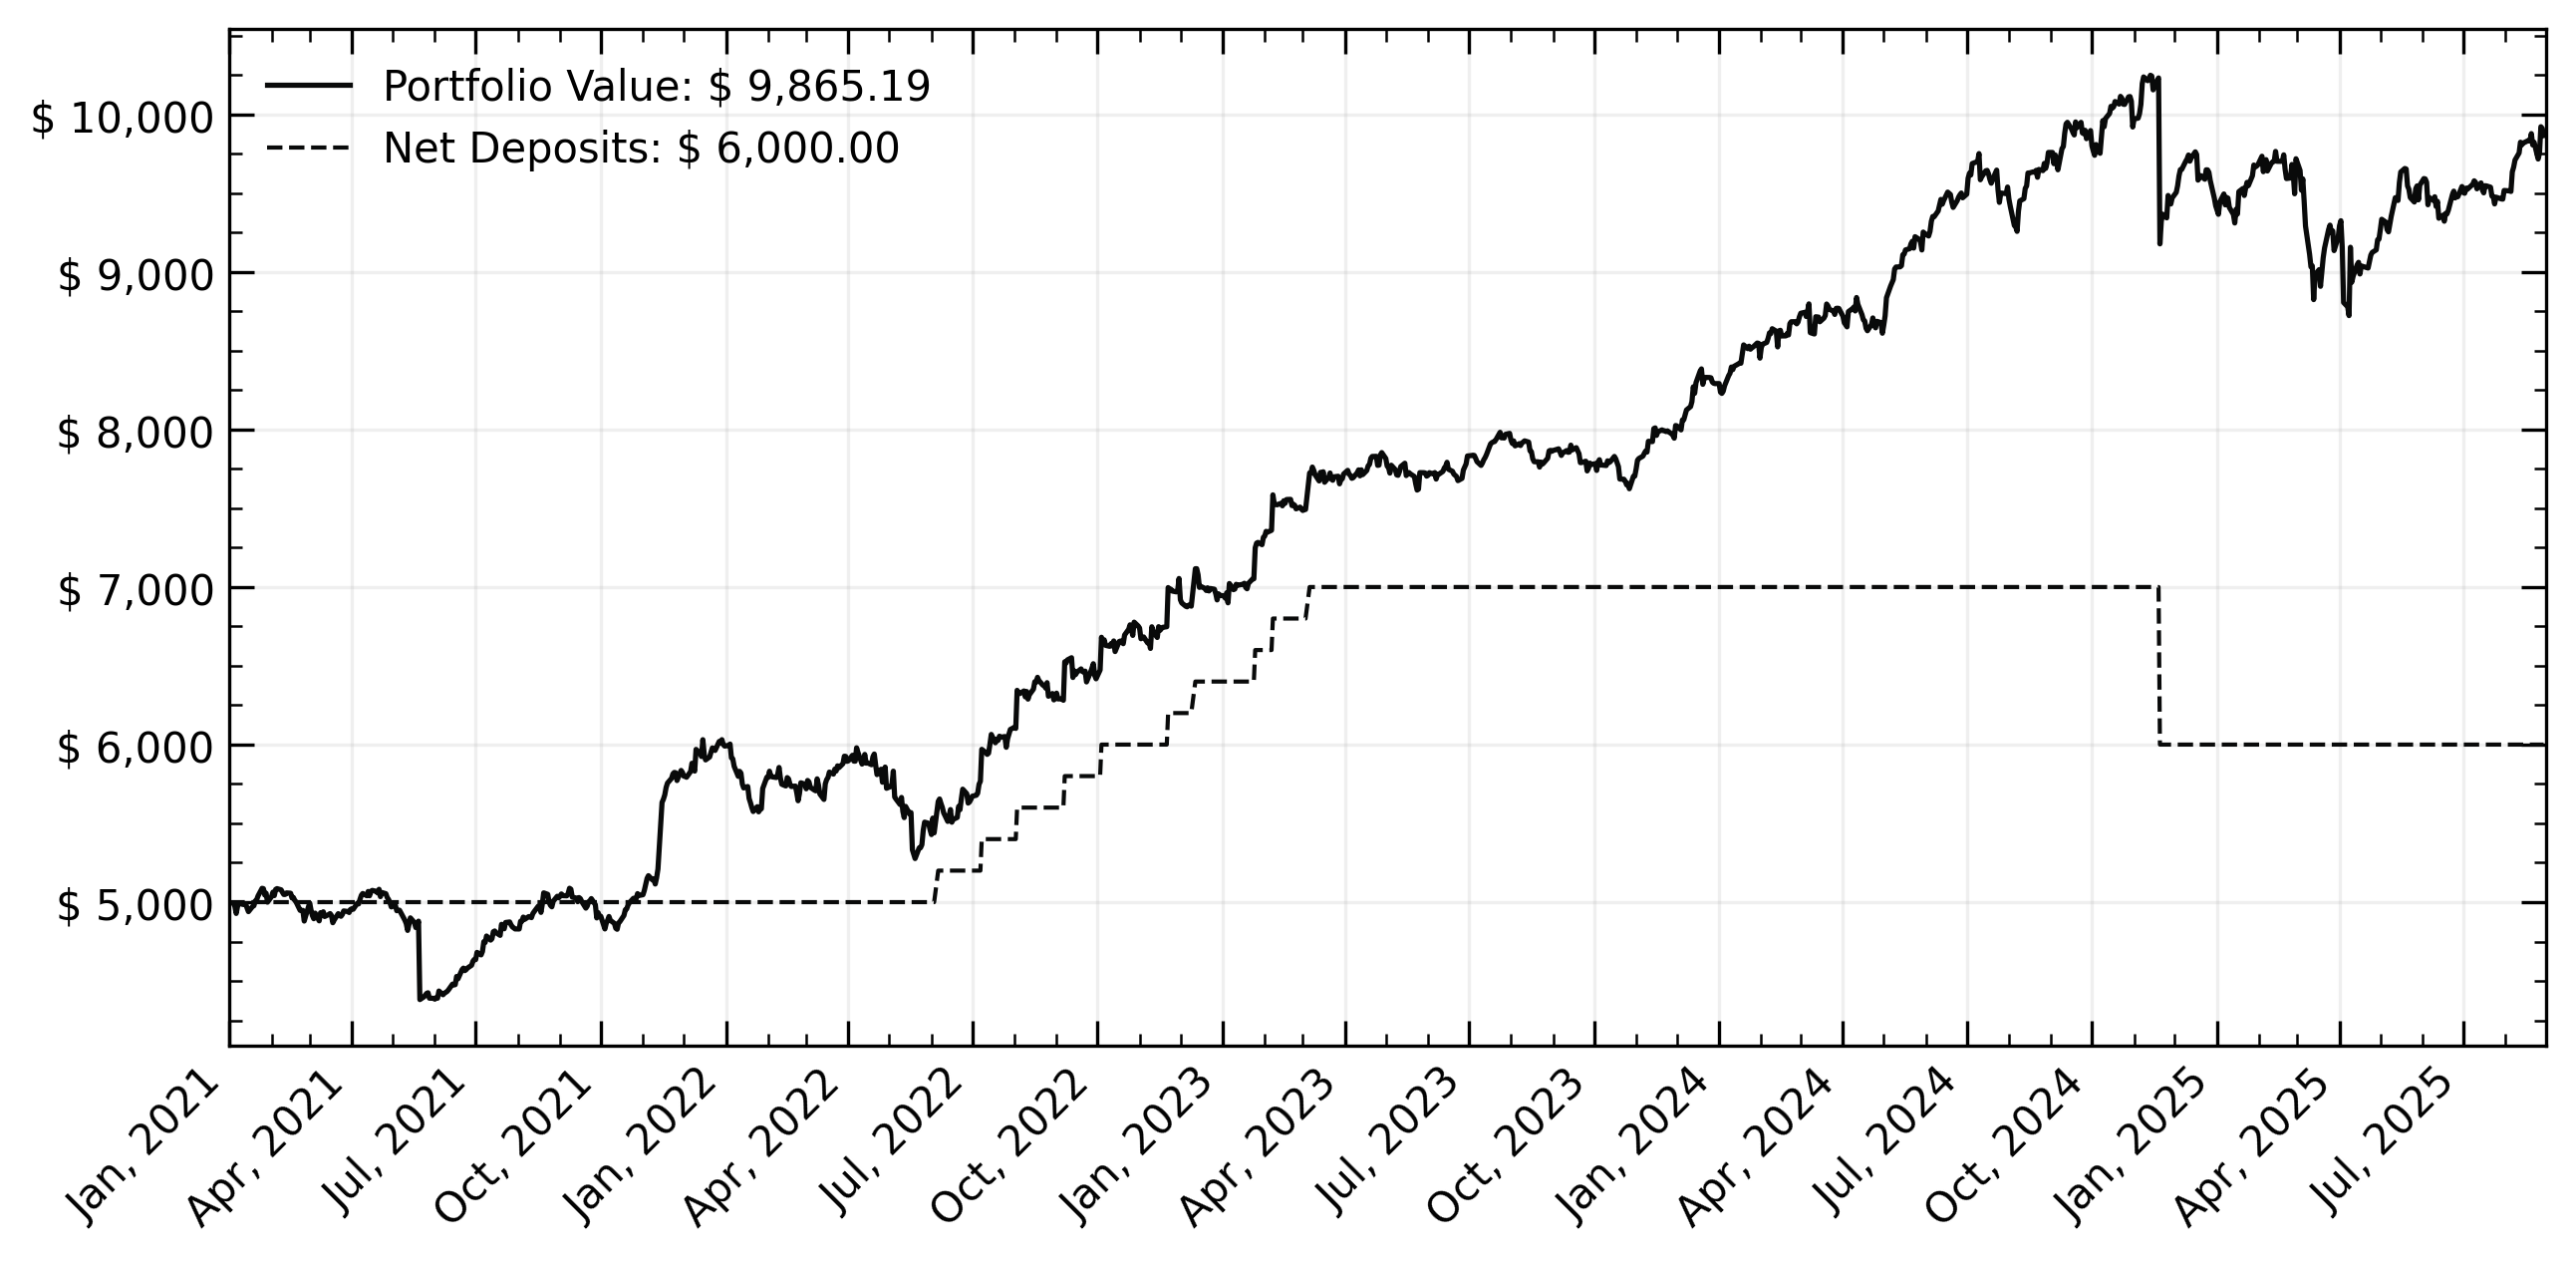 Portfolio Value: $ 9,865.19
Net Deposits: $ 6,000.00
$ 10,000
$ 9,000
$ 8,000
$ 7,000
$ 6,000
$ 5,000
Jan, 2021
Apr, 2021
Jul, 2021
Oct, 2021
Jan, 2022
Apr, 2022
Jul, 2022
Oct, 2022
Jan, 2023
Apr, 2023
Jul, 2023
Oct, 2023
Jan, 2024
Apr, 2024
Jul, 2024
Oct, 2024
Jan, 2025
Apr, 2025
Jul, 2025